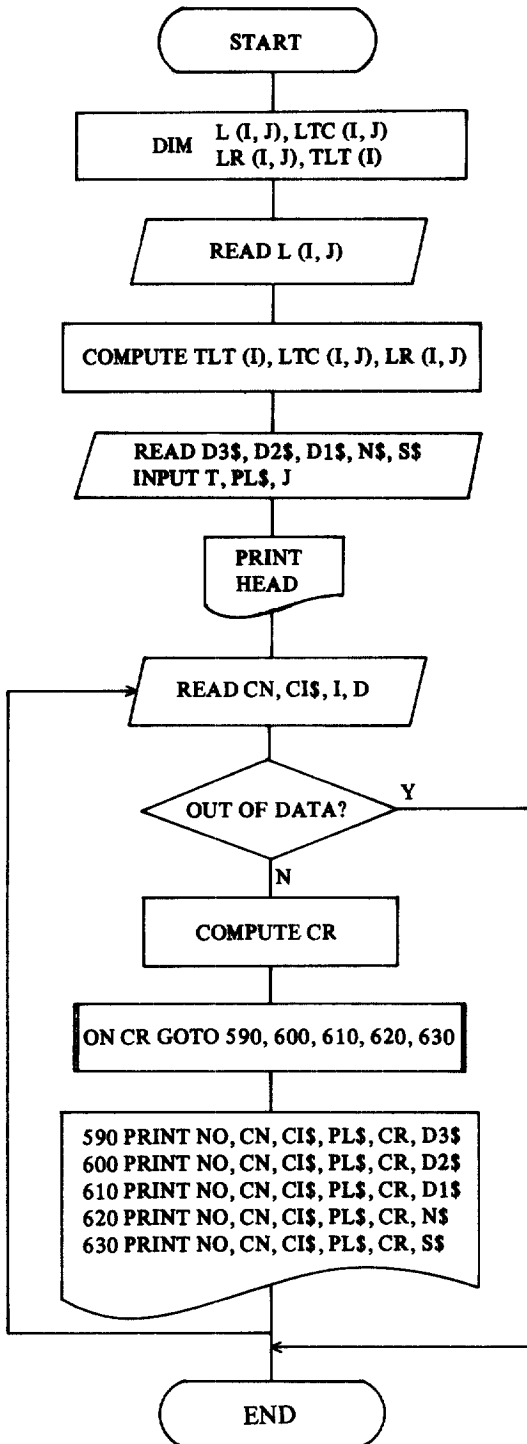 START
DIM L (I, J), LTC (I, J)
LR (I, J), TLT (I)
READ L (I, J)
COMPUTE TLT (I), LTC (I, J), LR (I, J)
READ D3$, D2$, D1$, N$, S$
INPUT T, PL$, J
PRINT
HEAD
READ CN, CI$, I, D
OUT OF DATA?
Y
N
COMPUTE CR
ON CR GOTO 590, 600, 610, 620, 630
590 PRINT NO, CN, CI$, PL$, CR, D3$
600 PRINT NO, CN, CI$, PL$, CR, D2$
610 PRINT NO, CN, CI$, PL$, CR, D1$
620 PRINT NO, CN, CI$, PL$, CR, N$
630 PRINT NO, CN, CI$, PL$, CR, S$
END